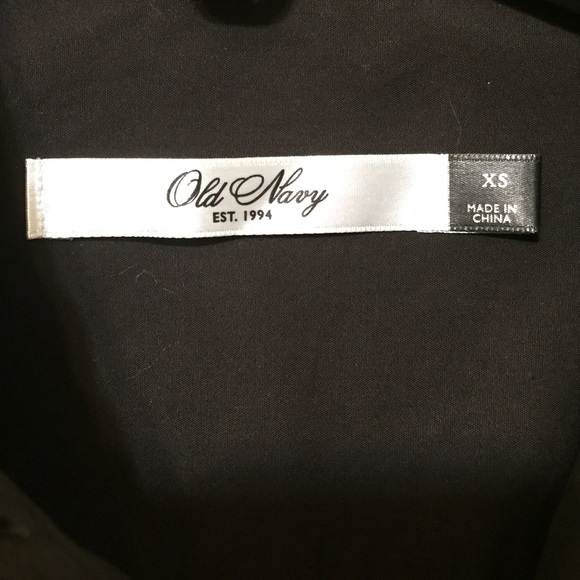 Old Navy
EST. 1994
XS
MADE IN
CHINA